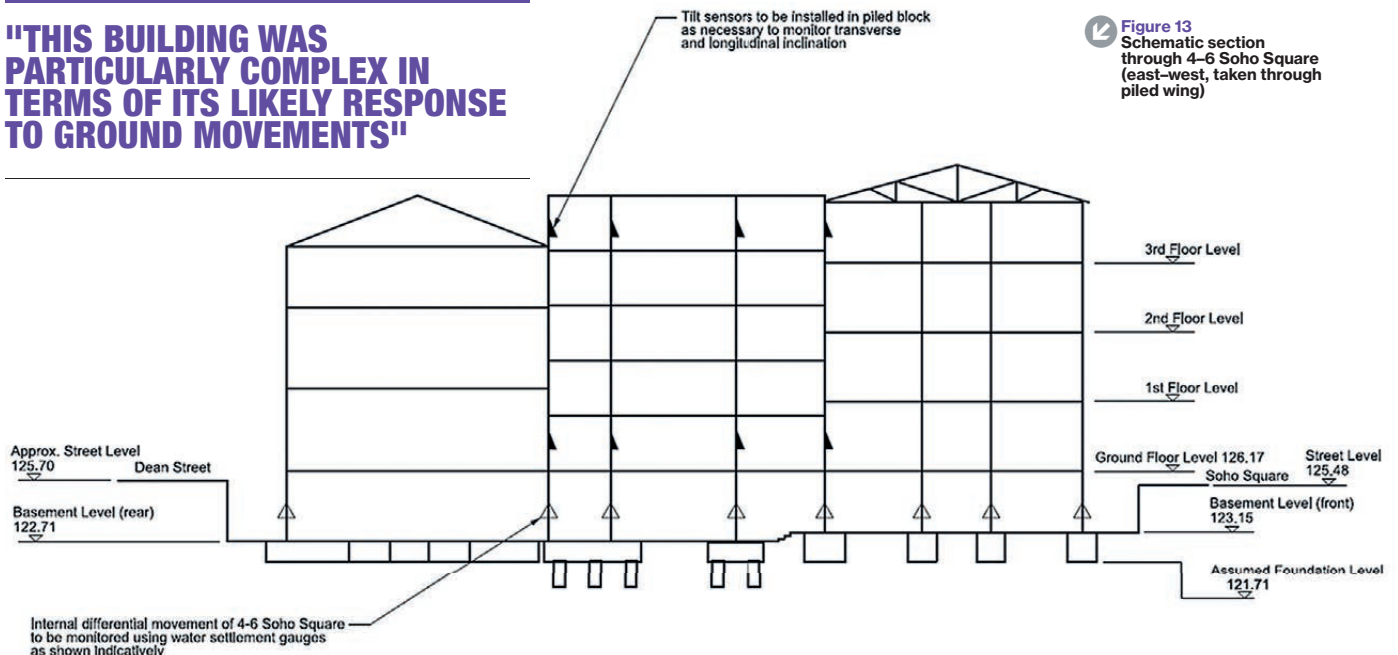 "THIS BUILDING WAS
PARTICULARLY COMPLEX IN
TERMS OF ITS LIKELY RESPONSE
TO GROUND MOVEMENTS"
Tilt sensors to be installed in piled block
as necessary to monitor transverse
and longitudinal inclination
Figure 13
Schematic section
through 4–6 Soho Square
(east–west, taken through
piled wing)
3rd Floor Level
2nd Floor Level
1st Floor Level
Approx. Street Level
125.70
Dean Street
Basement Level (rear)
122.71
Ground Floor Level 126.17
Street Level
125.48
Soho Square
Basement Level (front)
123.15
Assumed Foundation Level
121.71
Internal differential movement of 4-6 Soho Square
to be monitored using water settlement gauges
as shown indicatively